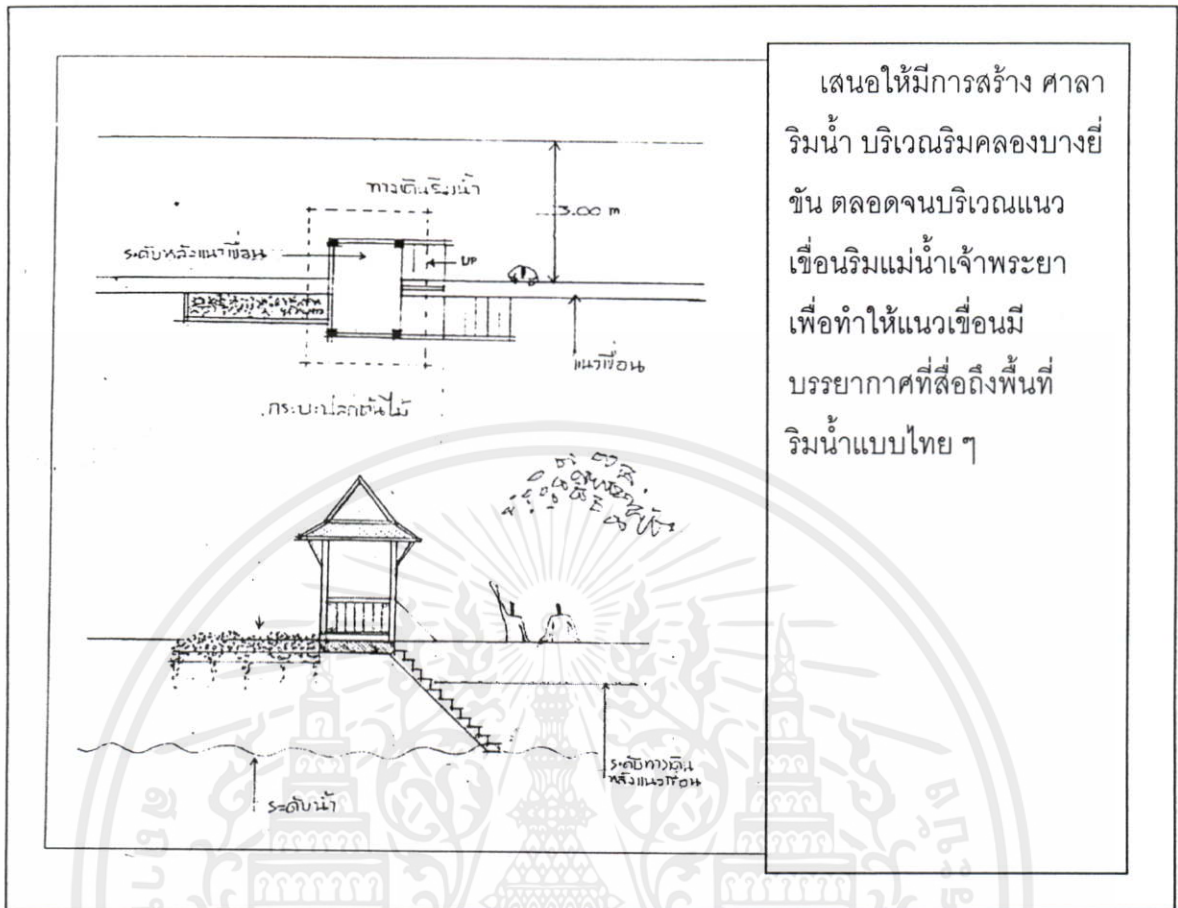 เสนอให้มีการสร้าง ศาลา
ริมน้ำ บริเวณริมคลองบางยี่
ขัน ตลอดจนบริเวณแนว
เขื่อนริมแม่น้ำเจ้าพระยา
เพื่อทำให้แนวเขื่อนมี
บรรยากาศที่สื่อถึงพื้นที่
ริมน้ำแบบไทย ๆ
ทางเดินริมน้ำ
3.00 m
ระดับหลังแนวเขื่อน
UP
แนวเขื่อน
กระบะปลูกต้นไม้
ระดับทางเดิน
หลังแนวเขื่อน
ระดับน้ำ